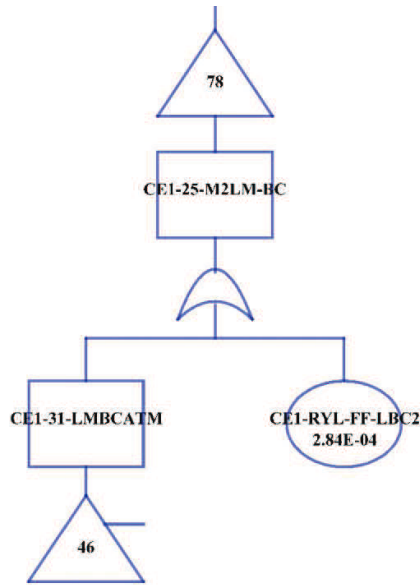 78
CE1-25-M2LM-BC
CE1-31-LMBCATM
CE1-RYL-FF-LBC2
2.84E-04
46